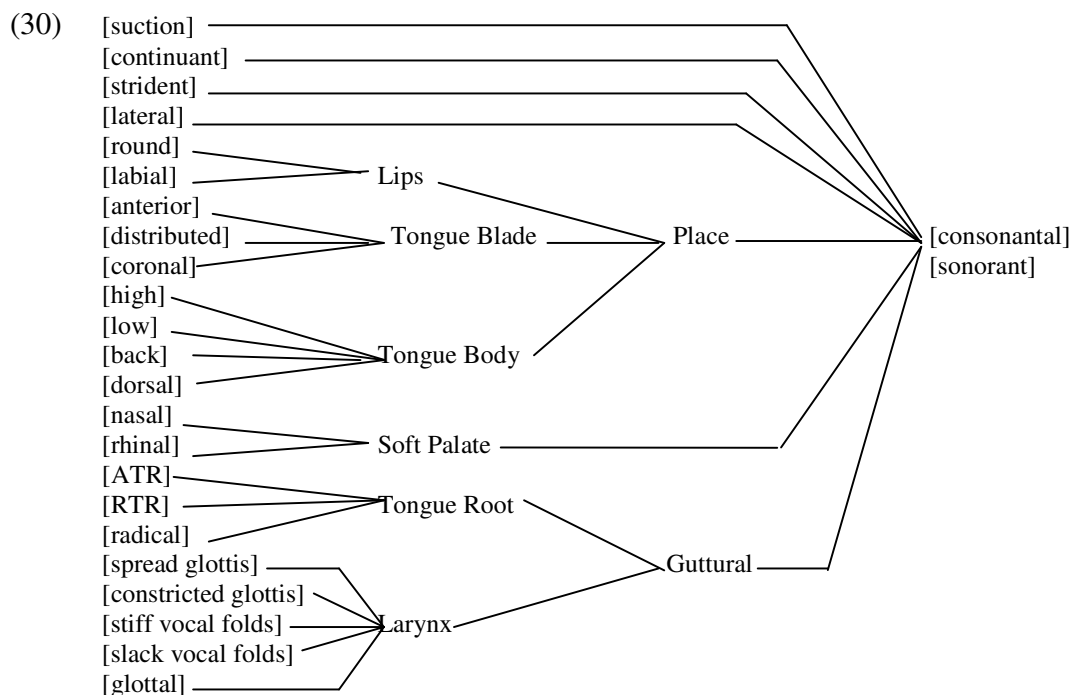 (30) [suction]
[continuant]
[strident]
[lateral]
[round]
[labial] Lips
[anterior]
[distributed] Tongue Blade Place [consonantal]
[coronal] [sonorant]
[high]
[low]
[back] Tongue Body
[dorsal]
[nasal]
[rhinal] Soft Palate
[ATR]
[RTR] Tongue Root
[radical]
[spread glottis] Guttural
[constricted glottis]
[stiff vocal folds] Larynx
[slack vocal folds]
[glottal]